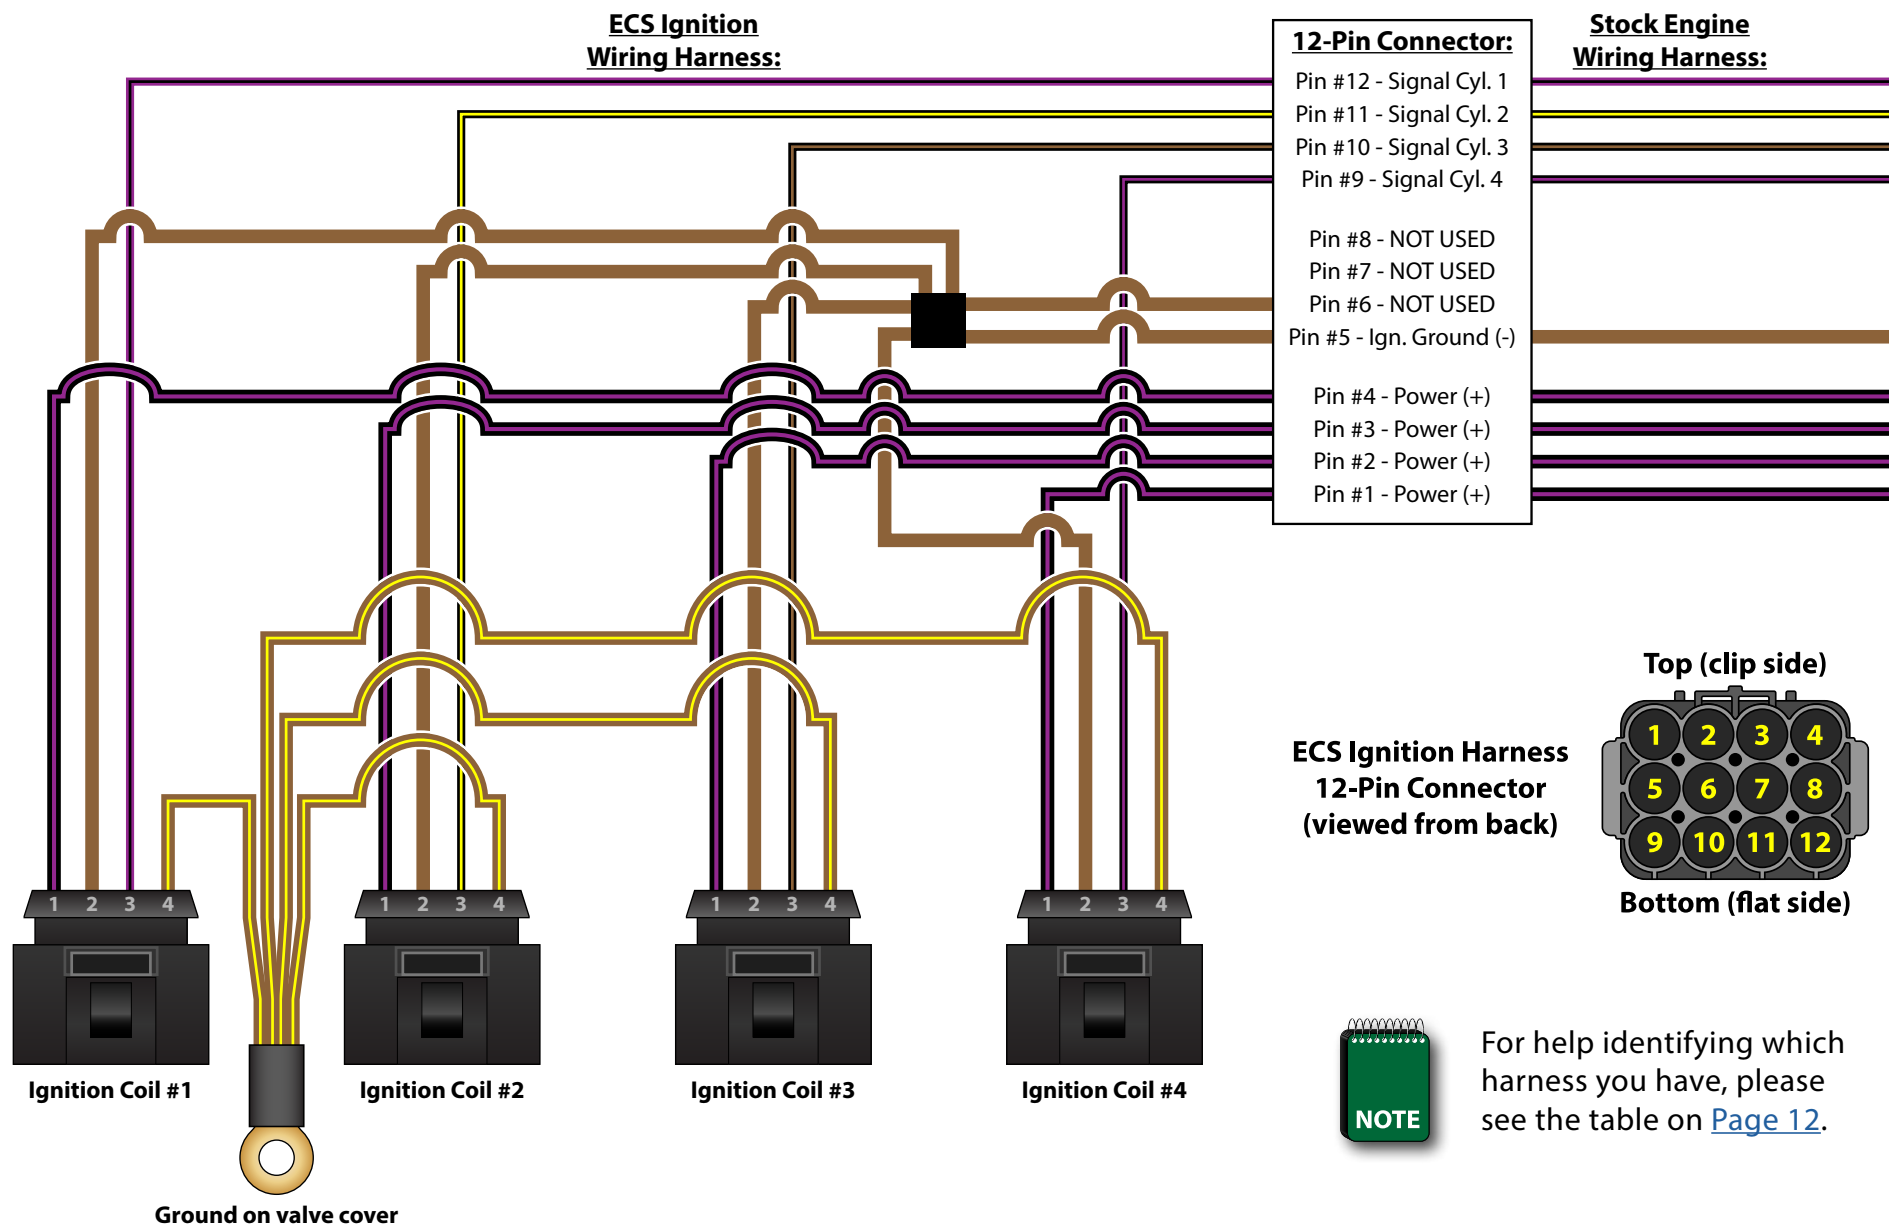 ECS Ignition
Wiring Harness:
12-Pin Connector:
Stock Engine
Wiring Harness:
Pin #12 - Signal Cyl. 1
Pin #11 - Signal Cyl. 2
Pin #10 - Signal Cyl. 3
Pin #9 - Signal Cyl. 4
Pin #8 - NOT USED
Pin #7 - NOT USED
Pin #6 - NOT USED
Pin #5 - Ign. Ground (-)
Pin #4 - Power (+)
Pin #3 - Power (+)
Pin #2 - Power (+)
Pin #1 - Power (+)
Top (clip side)
1 2 3 4
5 6 7 8
9 10 11 12
Bottom (flat side)
ECS Ignition Harness
12-Pin Connector
(viewed from back)
1 2 3 4
1 2 3 4
1 2 3 4
1 2 3 4
Ignition Coil #1
Ignition Coil #2
Ignition Coil #3
Ignition Coil #4
Ground on valve cover
NOTE
For help identifying which
harness you have, please
see the table on Page 12.